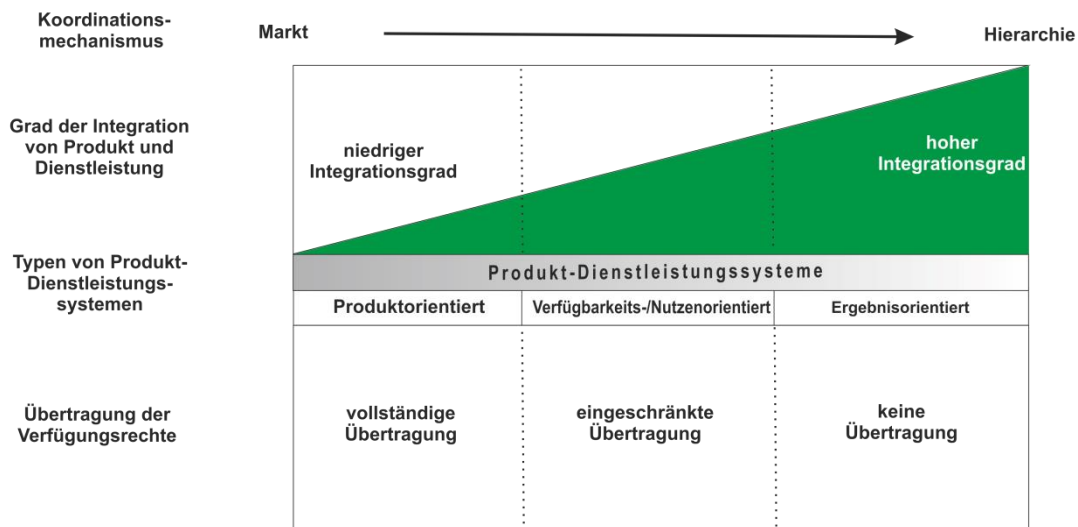 Koordinations-
mechanismus
Markt
Hierarchie
Grad der Integration
von Produkt und
Dienstleistung
niedriger
Integrationsgrad
hoher
Integrationsgrad
Typen von Produkt-
Dienstleistungs-
systemen
Produkt-Dienstleistungssysteme
Produktorientiert
Verfügbarkeits-/Nutzenorientiert
Ergebnisorientiert
Übertragung der
Verfügungsrechte
vollständige
Übertragung
eingeschränkte
Übertragung
keine
Übertragung